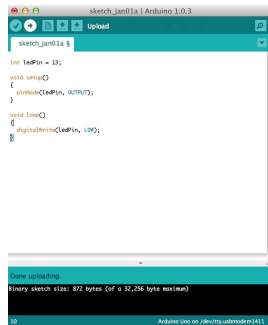 sketch_jan01a | Arduino 1.0.3
Upload
sketch_jan01a §
int ledPin = 13;
void setup()
{
pinMode(ledPin, OUTPUT);
}
void loop()
{
digitalWrite(ledPin, LOW);
}
Done uploading.
Binary sketch size: 872 bytes (of a 32,256 byte maximum)
10
Arduino Uno on /dev/tty.usbmodem1411